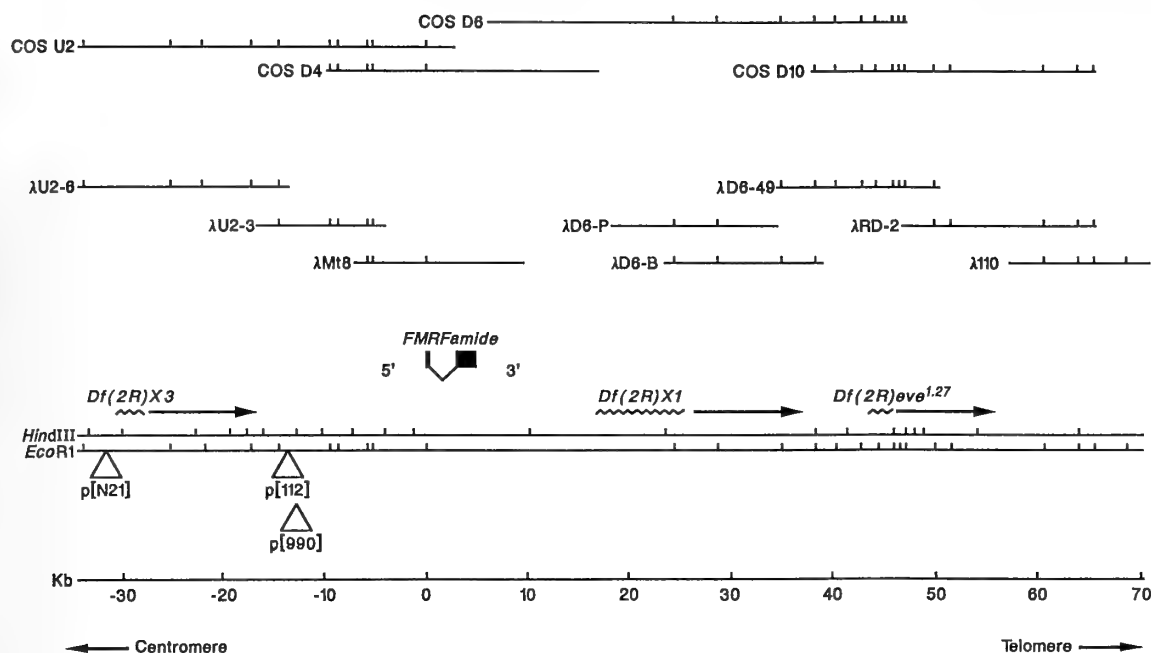 COS D6
COS U2
COS D4 COS D10
λU2-6 λD6-49
λU2-3 λD6-P λRD-2
λMt8 λD6-B λ110
FMRFamide
5' 3'
Df(2R)X3 Df(2R)X1 Df(2R)eve1.27
HindIII
EcoR1
p[N21] p[112]
p[990]
Kb
-30 -20 -10 0 10 20 30 40 50 60 70
Centromere Telomere